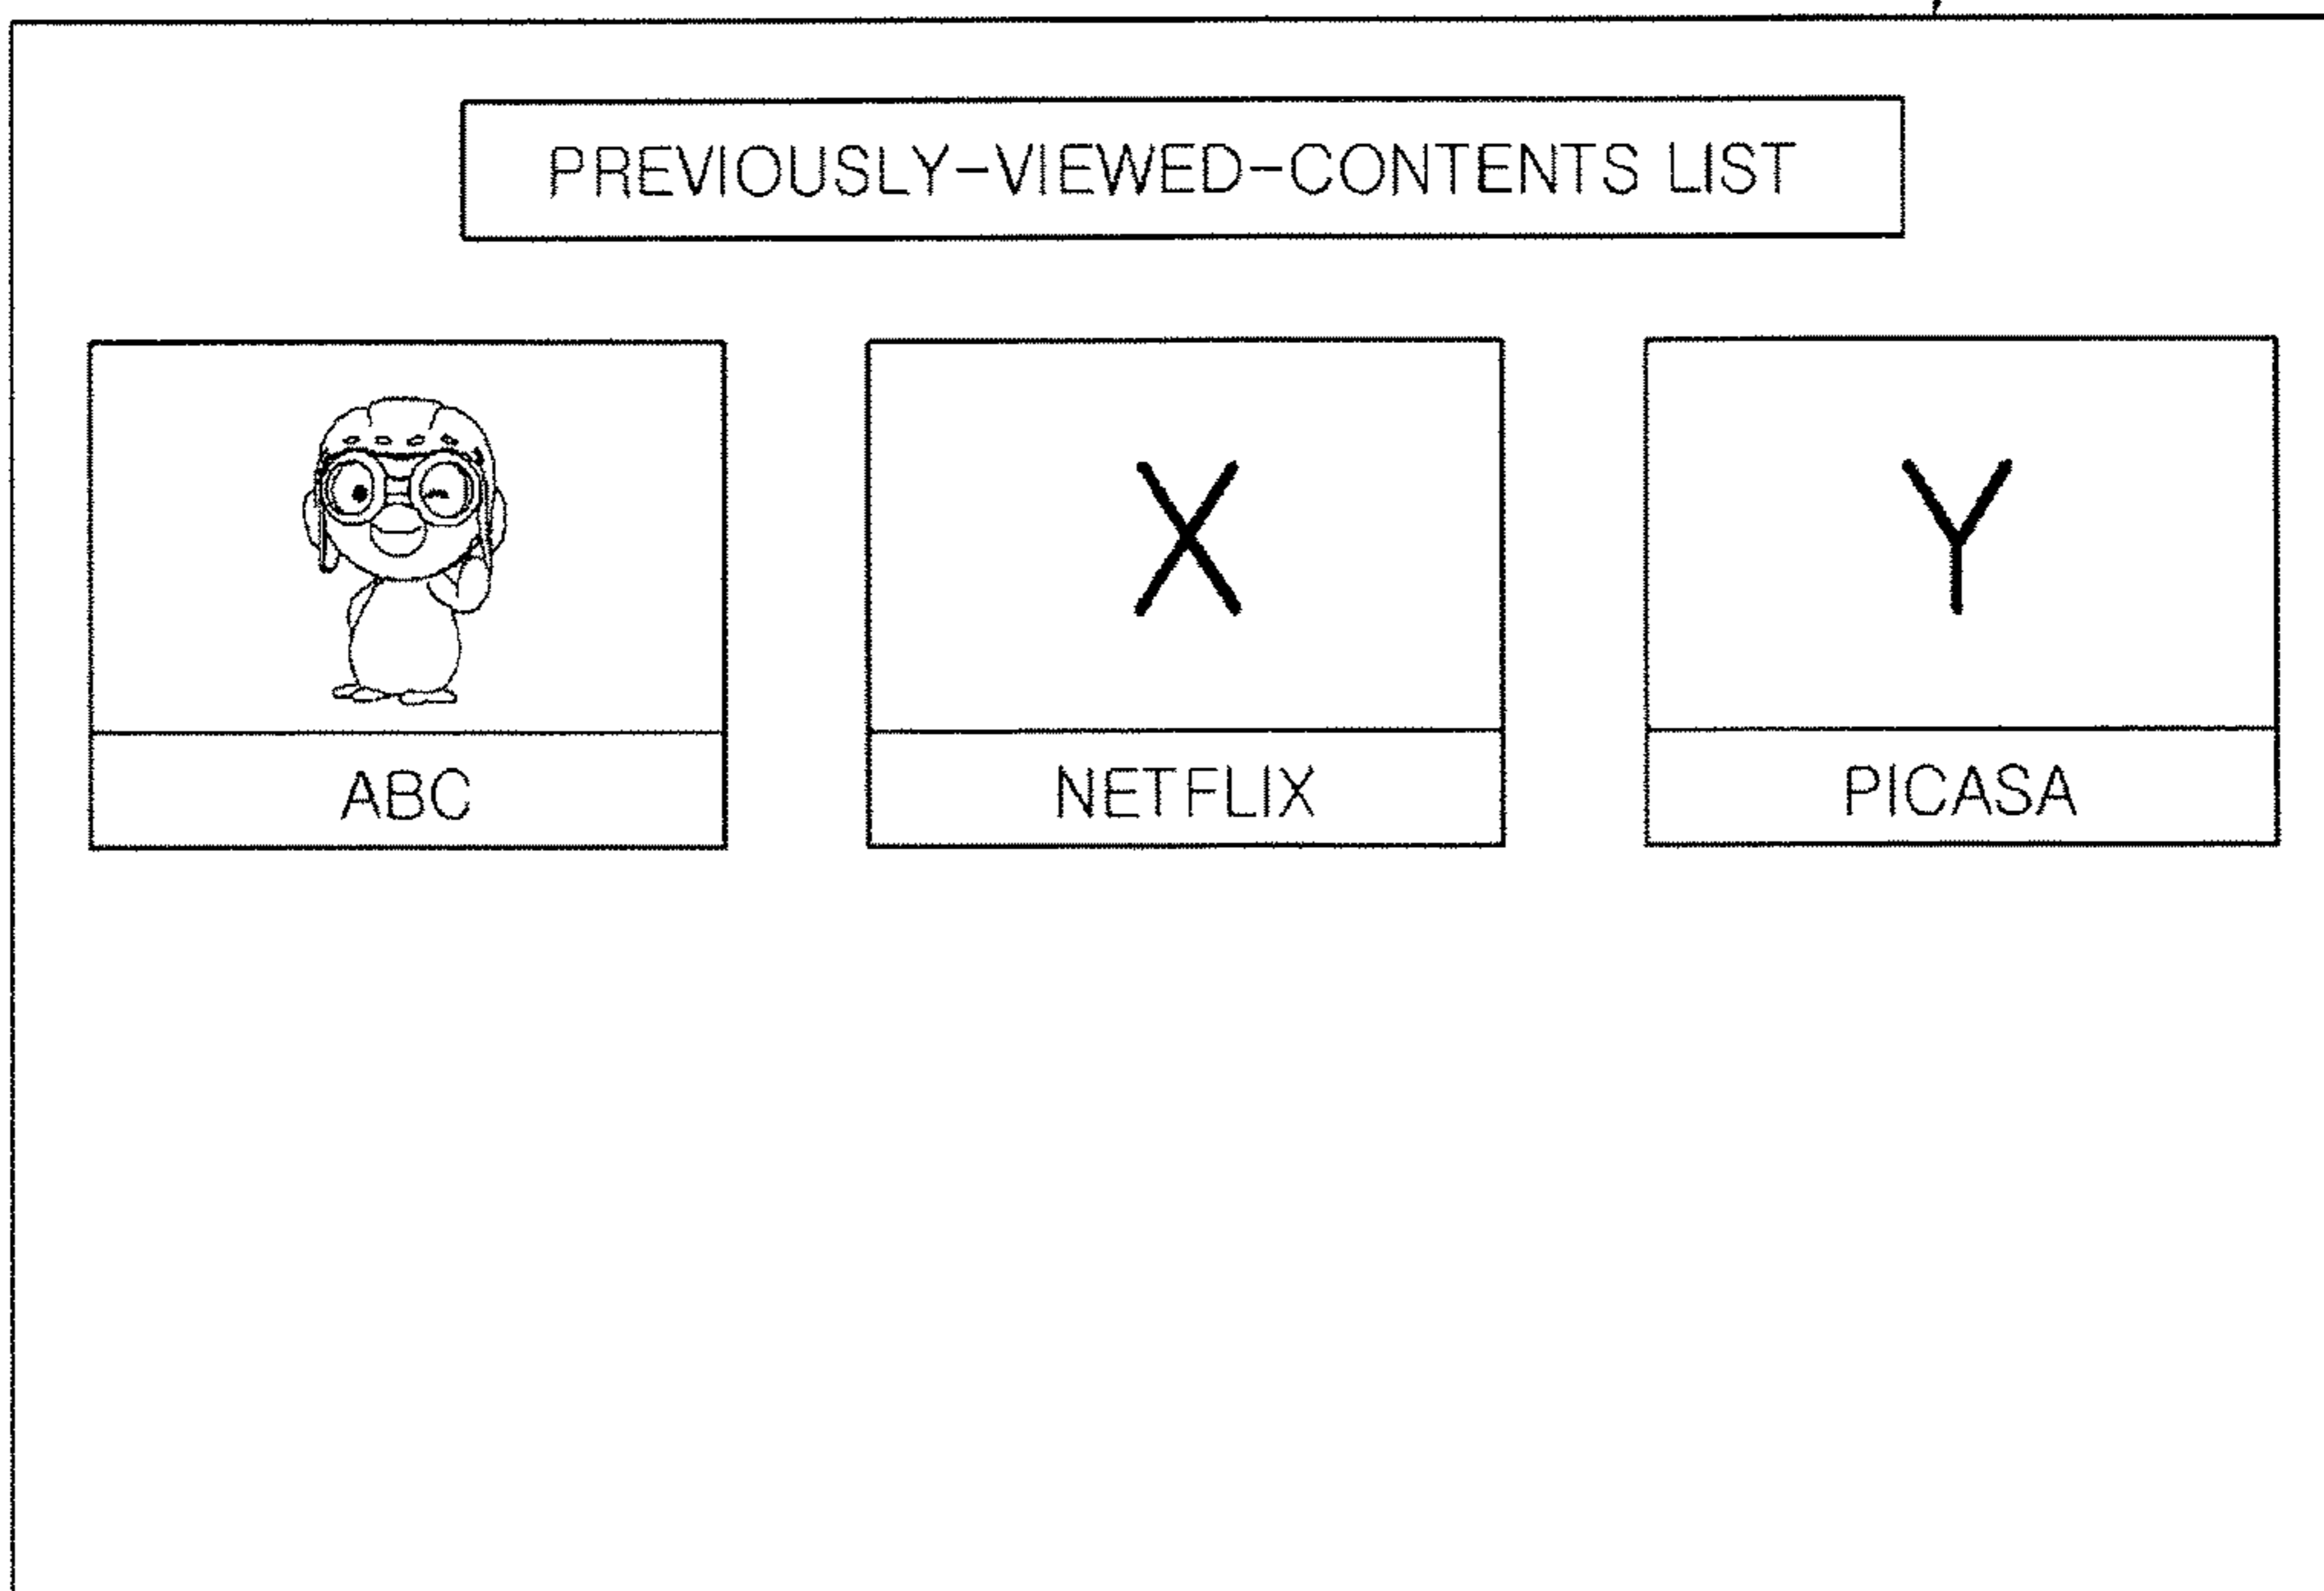 PREVIOUSLY-VIEWED-CONTENTS LIST
X
Y
ABC
NETFLIX
PICASA